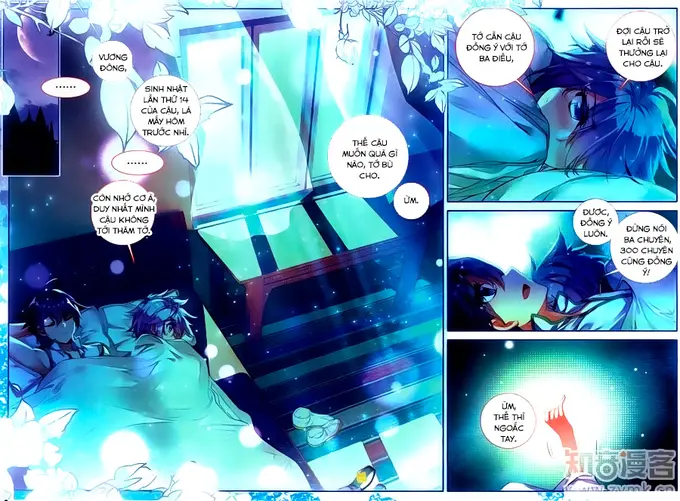 VƯƠNG
ĐÔNG,
......
SINH NHẬT
LẦN THỨ 14
CỦA CẬU, LÀ
MẤY HÔM
TRƯỚC NHỈ.
......
CÒN NHỚ CƠ À,
DUY NHẤT MÌNH
CẬU KHÔNG
TỚI THĂM TỚ.
THẾ CẬU
MUỐN QUÀ GÌ
NÀO, TỚ BÙ
CHO.
ỪM.
TỚ CẦN CẬU
ĐỒNG Ý VỚI TỚ
BA ĐIỀU,
ĐỢI CẬU TRỞ
LẠI RỒI SẼ
THƯỞNG LẠI
CHO CẬU.
ĐƯỢC,
ĐỒNG Ý
LUÔN.
ĐỪNG NÓI
BA CHUYỆN,
300 CHUYỆN
CŨNG ĐỒNG
Ý!
ỪM,
THẾ THÌ
NGOẮC
TAY.
知音漫客
www.zymk.cn